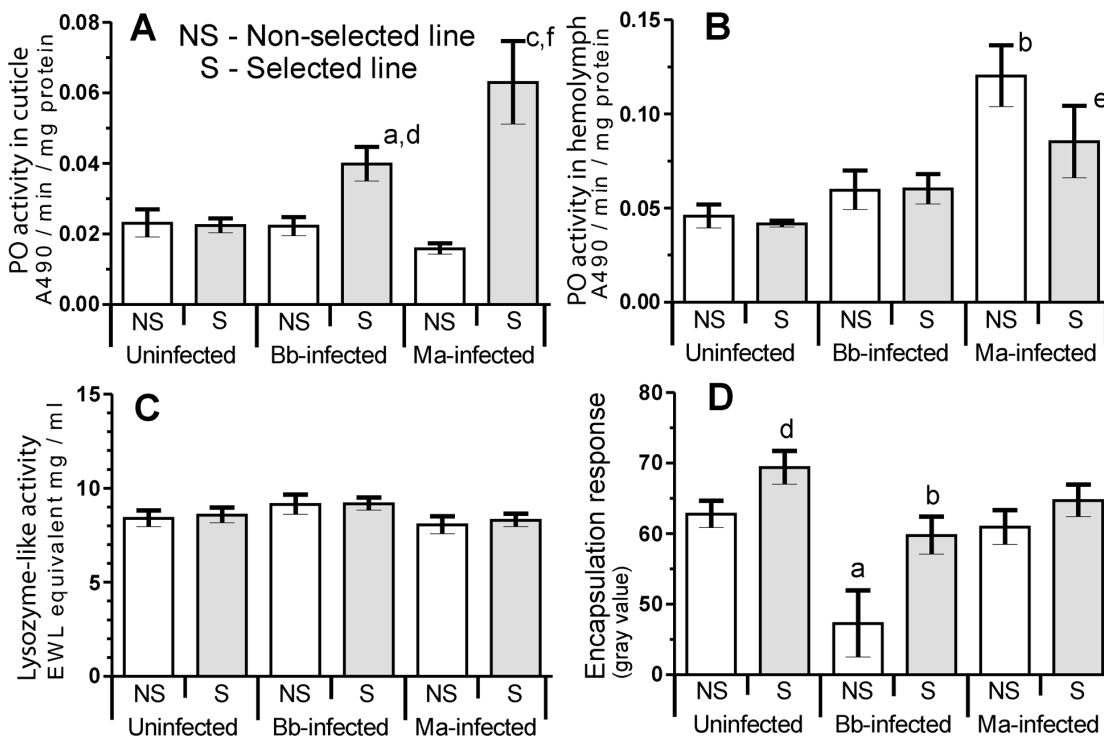 A
NS - Non-selected line
S - Selected line
PO activity in cuticle
A490 / min / mg protein
0.08
0.06
0.04
0.02
0.00
c,f
a,d
NS S NS S NS S
Uninfected Bb-infected Ma-infected
B
PO activity in hemolymph
A490 / min / mg protein
0.15
0.10
0.05
0.00
b
e
NS S NS S NS S
Uninfected Bb-infected Ma-infected
C
Lysozyme-like activity
EWL equivalent mg / ml
15
10
5
0
NS S NS S NS S
Uninfected Bb-infected Ma-infected
D
Encapsulation response
(gray value)
80
70
60
50
0
d
a
b
NS S NS S NS S
Uninfected Bb-infected Ma-infected